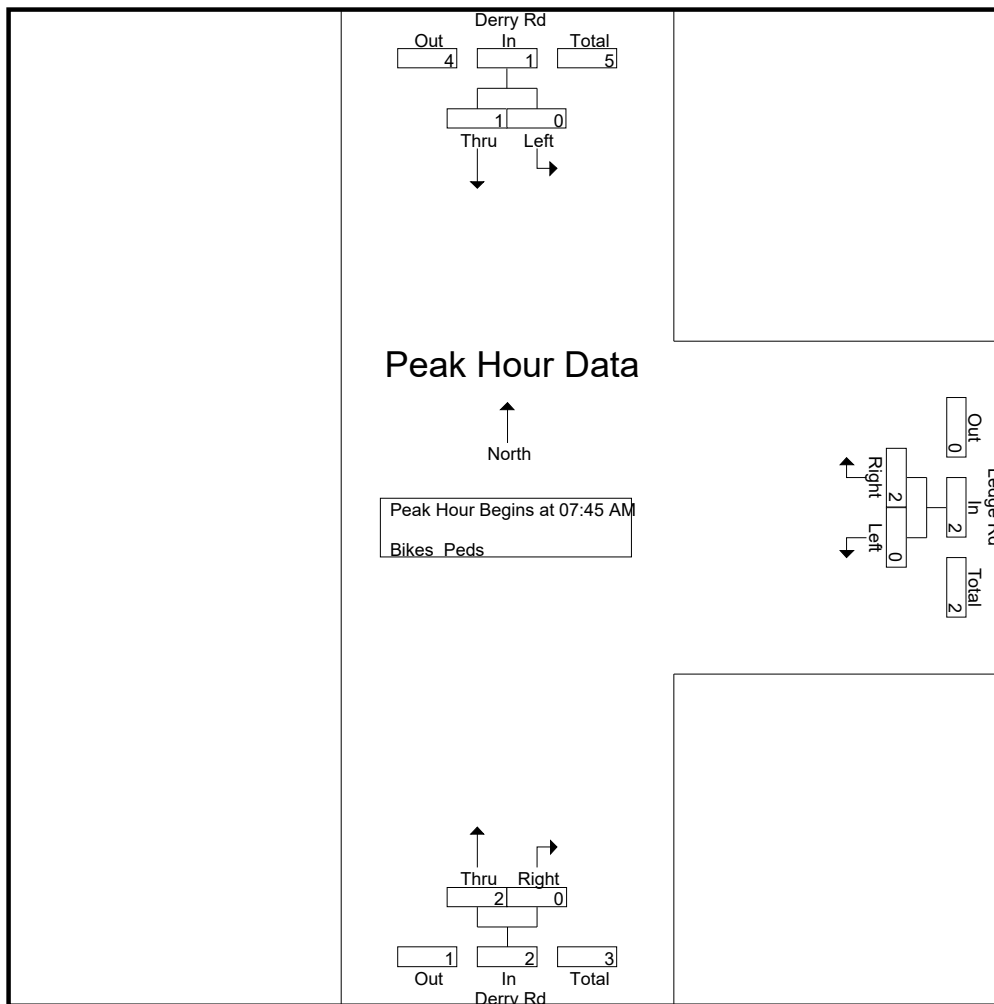 Derry Rd
Out In Total
4 1 5
1 0
Thru Left
Peak Hour Data
North
Peak Hour Begins at 07:45 AM
Bikes Peds
Ledge Rd
Out In Total
0 2 2
2 0
Right Left
Thru Right
2 0
1 2 3
Out In Total
Derry Rd